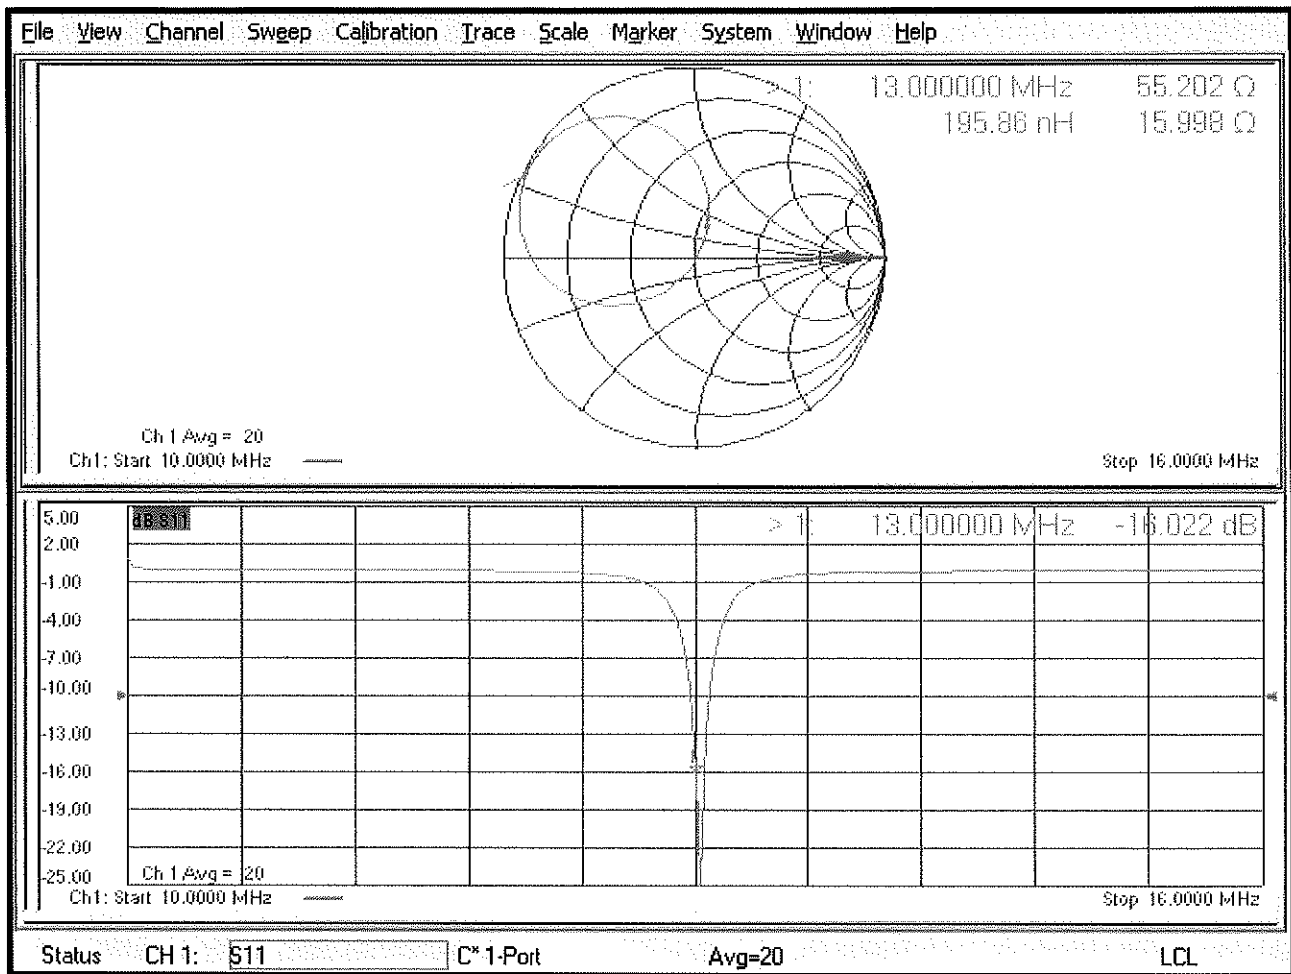 File View Channel Sweep Calibration Trace Scale Marker System Window Help
> 1: 13.000000 MHz 55.202 Ω
195.86 nH 15.998 Ω
Ch 1 Avg = 20
Ch1: Start 10.0000 MHz Stop 16.0000 MHz
5.00 dB S11 > 1: 13.000000 MHz -16.022 dB
2.00
-1.00
-4.00
-7.00
-10.00
-13.00
-16.00
-19.00
-22.00
-25.00 Ch 1 Avg = 20
Ch1: Start 10.0000 MHz Stop 16.0000 MHz
Status CH 1: S11 C* 1-Port Avg=20 LCL